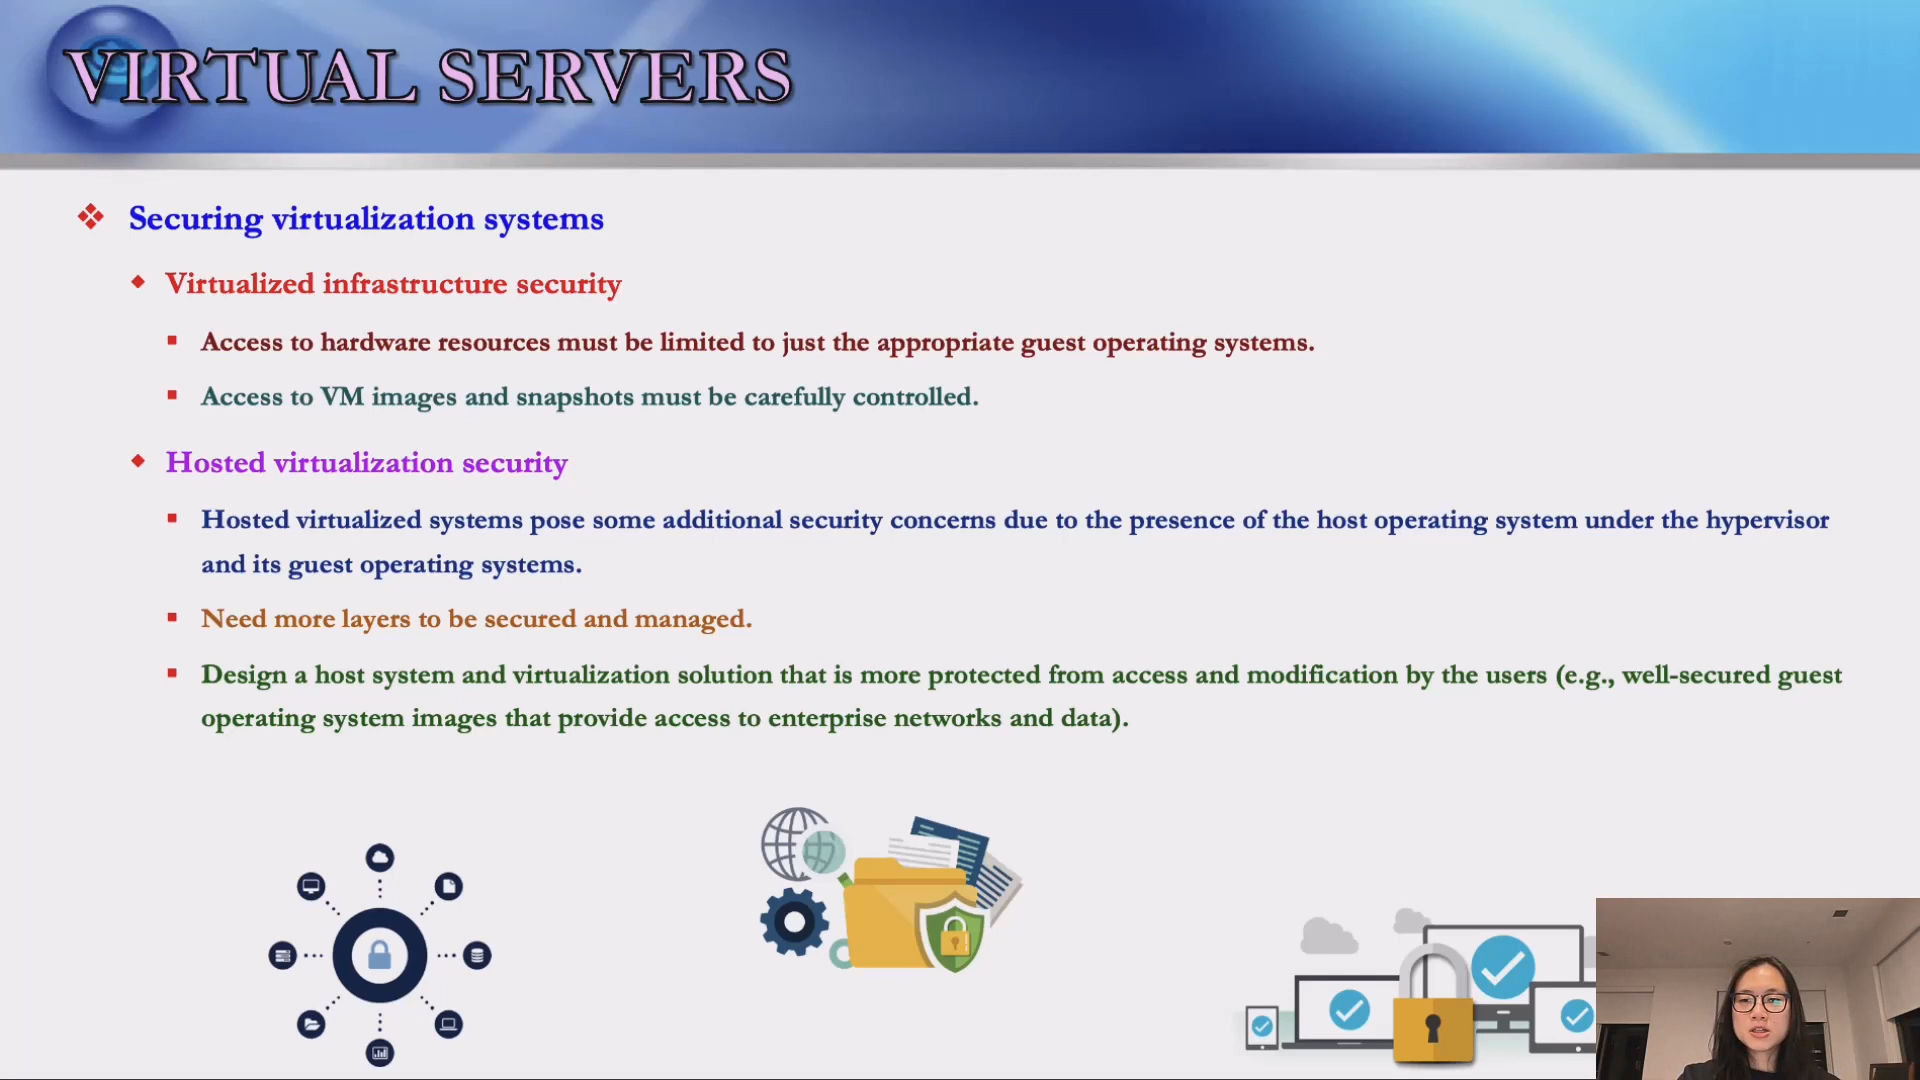 VIRTUAL SERVERS
Securing virtualization systems
Virtualized infrastructure security
Access to hardware resources must be limited to just the appropriate guest operating systems.
Access to VM images and snapshots must be carefully controlled.
Hosted virtualization security
Hosted virtualized systems pose some additional security concerns due to the presence of the host operating system under the hypervisor
and its guest operating systems.
Need more layers to be secured and managed.
Design a host system and virtualization solution that is more protected from access and modification by the users (e.g., well-secured guest
operating system images that provide access to enterprise networks and data).